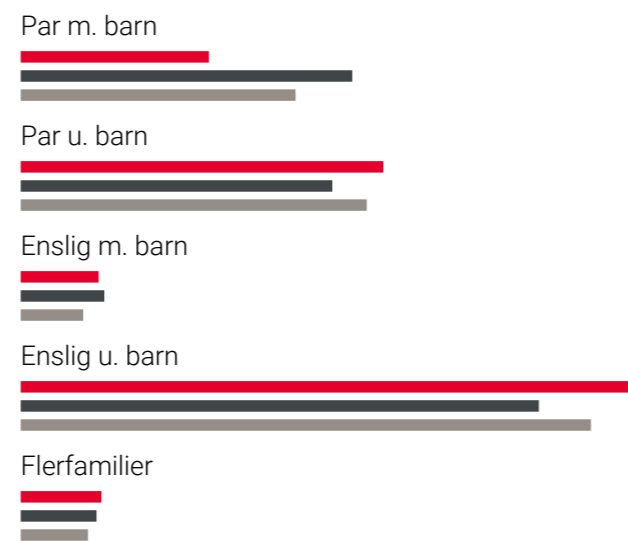 Par m. barn
Par u. barn
Enslig m. barn
Enslig u. barn
Flerfamilier